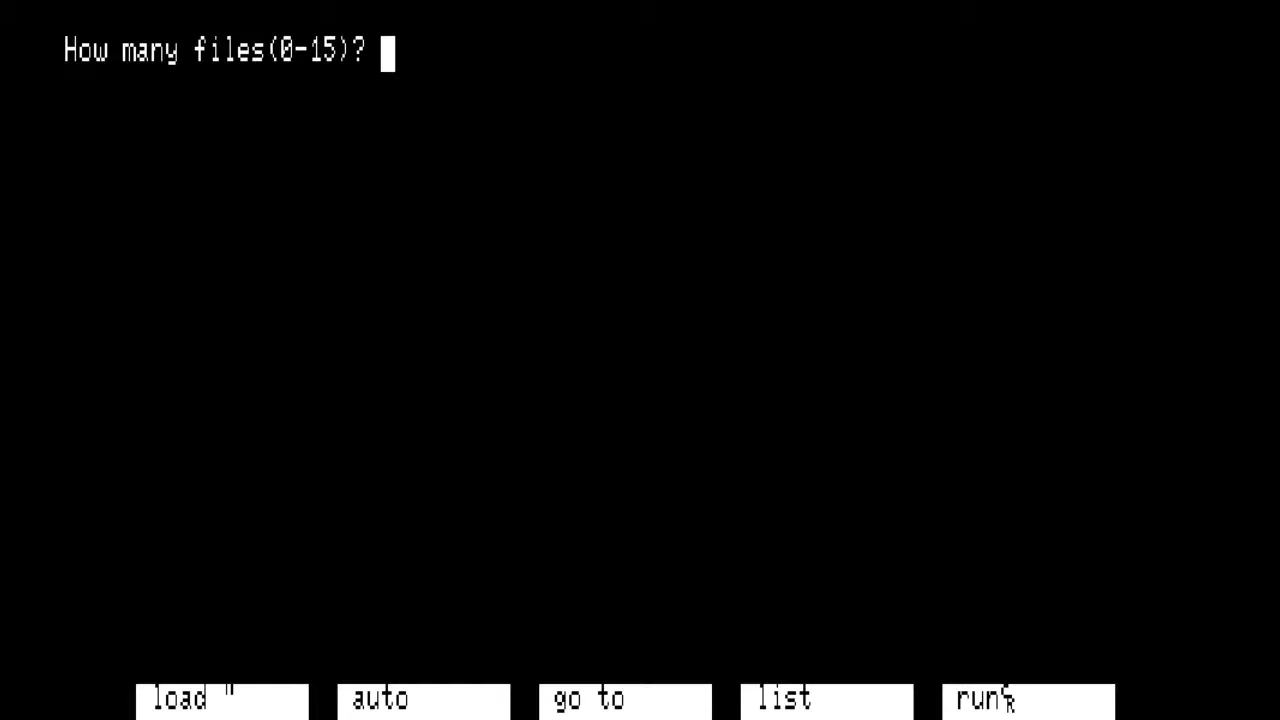 How many files(0-15)?
load " auto go to list run␍